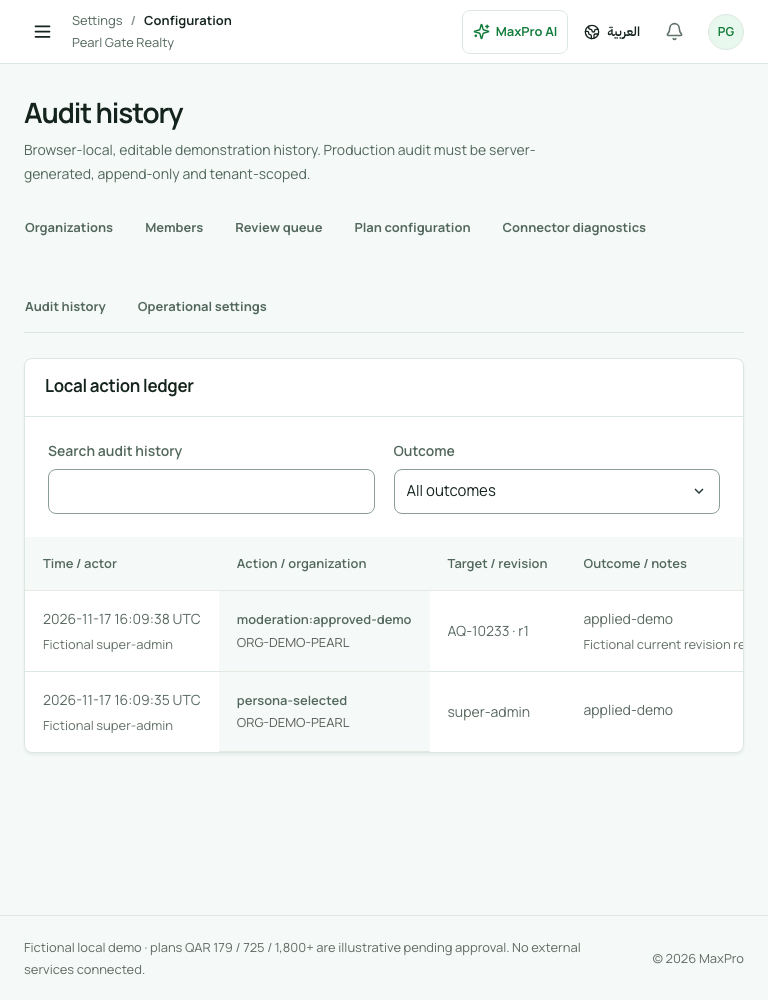 Settings / Configuration
Pearl Gate Realty
MaxPro AI
العربية
PG
Audit history
Browser-local, editable demonstration history. Production audit must be server-
generated, append-only and tenant-scoped.
Organizations Members Review queue Plan configuration Connector diagnostics
Audit history Operational settings
Local action ledger
Search audit history Outcome
All outcomes
Time / actor Action / organization Target / revision Outcome / notes
2026-11-17 16:09:38 UTC moderation:approved-demo AQ-10233 · r1 applied-demo
Fictional super-admin ORG-DEMO-PEARL Fictional current revision re
2026-11-17 16:09:35 UTC persona-selected super-admin applied-demo
Fictional super-admin ORG-DEMO-PEARL
Fictional local demo · plans QAR 179 / 725 / 1,800+ are illustrative pending approval. No external
services connected.
© 2026 MaxPro